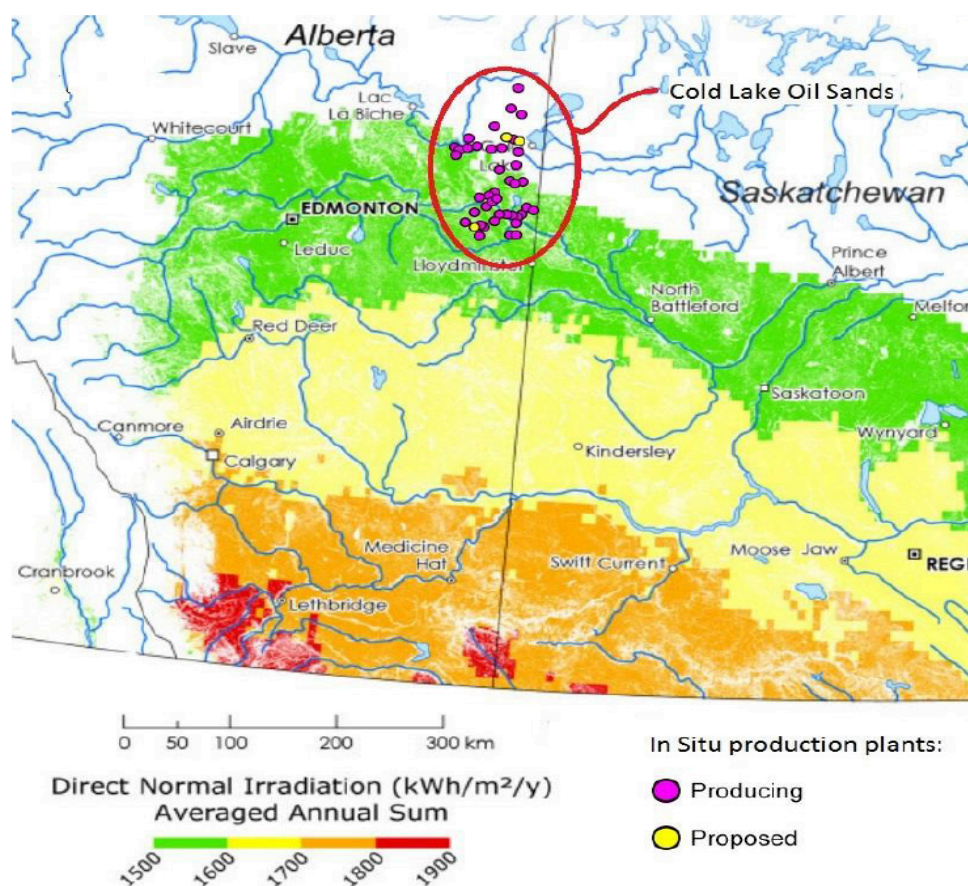 Alberta
Slave
Cold Lake Oil Sands
Lac
La Biche
Whitecourt
Saskatchewan
EDMONTON
Leduc
Lloydminster
Prince
Albert
North
Battleford
Melfor
Red Deer
Saskatoon
Wynyard
Canmore
Airdrie
Kindersley
Calgary
Medicine
Hat
Swift Current
Moose Jaw
REGI
Cranbrook
Lethbridge
0 50 100 200 300 km
In Situ production plants:
Direct Normal Irradiation (kWh/m²/y)
Averaged Annual Sum
Producing
Proposed
1500 1600 1700 1800 1900